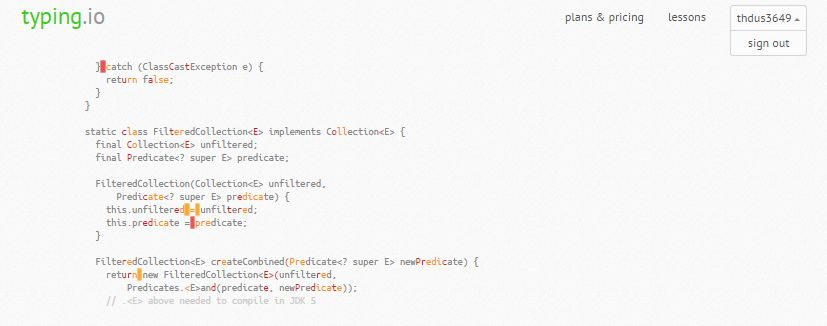 typing.io
plans & pricing
lessons
thdus3649
sign out
} catch (ClassCastException e) {
return false;
}
}
static class FilteredCollection<E> implements Collection<E> {
final Collection<E> unfiltered;
final Predicate<? super E> predicate;
FilteredCollection(Collection<E> unfiltered,
Predicate<? super E> predicate) {
this.unfiltered = unfiltered;
this.predicate = predicate;
}
FilteredCollection<E> createCombined(Predicate<? super E> newPredicate) {
return new FilteredCollection<E>(unfiltered,
Predicates.<E>and(predicate, newPredicate));
// .<E> above needed to compile in JDK 5